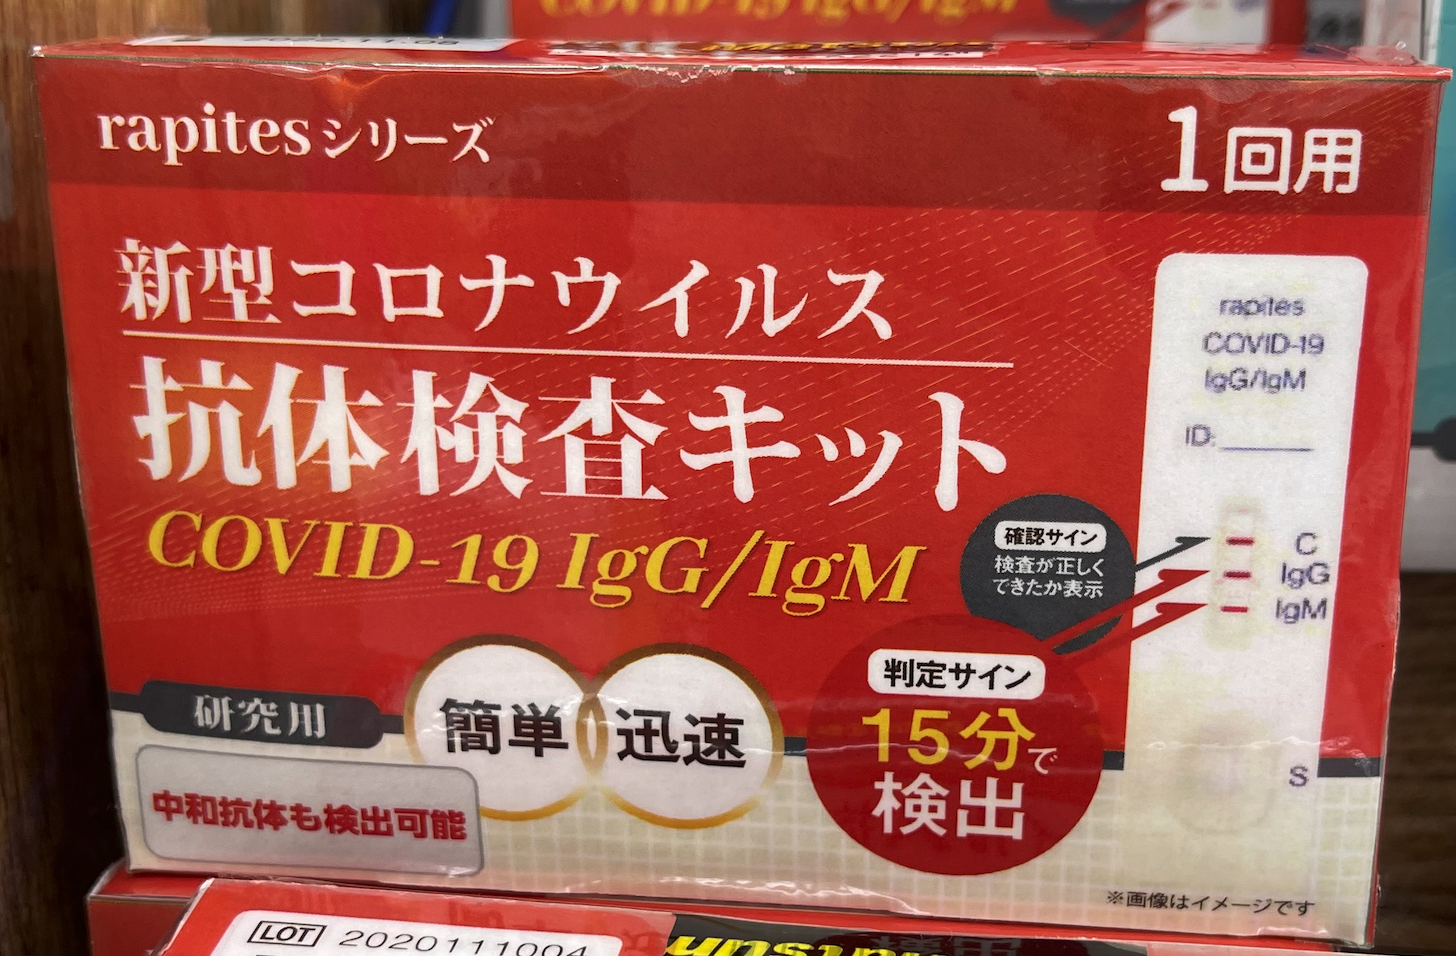 COVID-19 IgG/IgM
rapitesシリーズ
1回用
新型コロナウイルス
抗体検査キット
COVID-19 IgG/IgM
rapites
COVID-19
IgG/IgM
ID:
確認サイン
検査が正しく
できたか表示
C
IgG
IgM
S
判定サイン
15分で
検出
研究用
簡単
迅速
中和抗体も検出可能
※画像はイメージです
LOT 2020111004